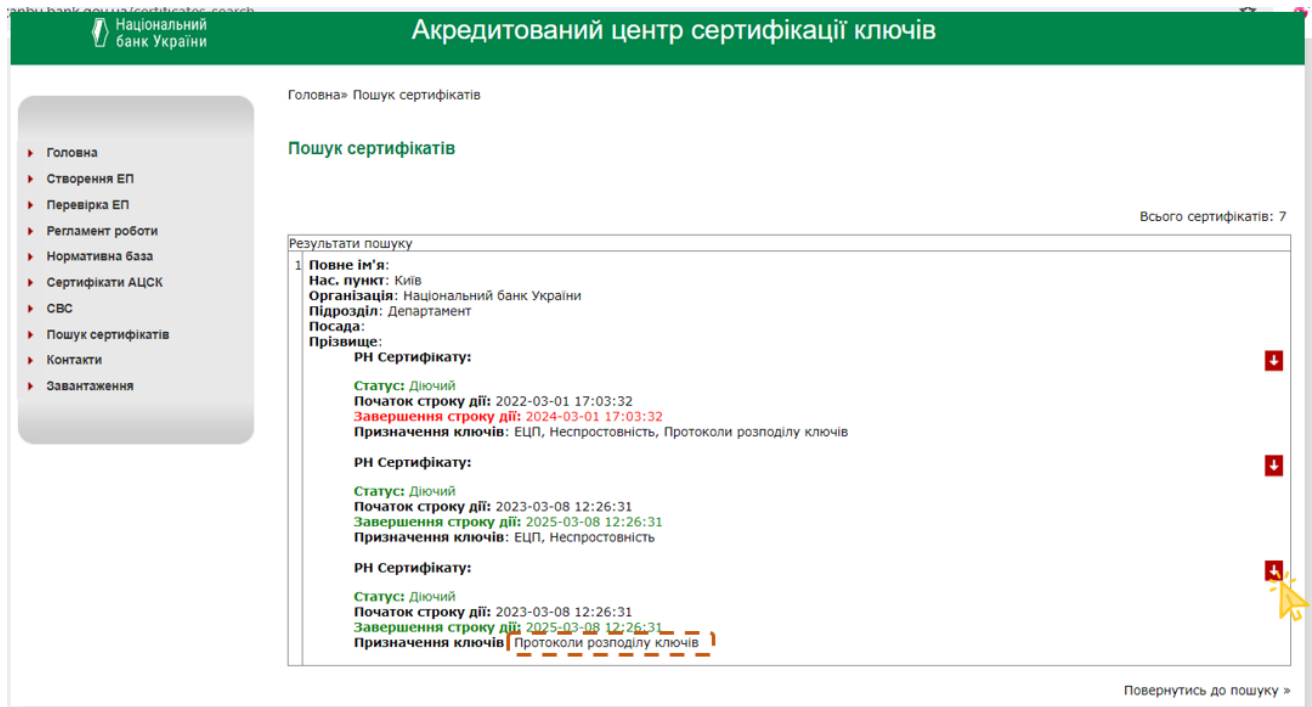 Національний
банк України
Акредитований центр сертифікації ключів
Головна» Пошук сертифікатів
Головна
Створення ЕП
Перевірка ЕП
Регламент роботи
Нормативна база
Сертифікати АЦСК
СВС
Пошук сертифікатів
Контакти
Завантаження
Пошук сертифікатів
Всього сертифікатів: 7
Результати пошуку
1 Повне ім'я:
Нас. пункт: Київ
Організація: Національний банк України
Підрозділ: Департамент
Посада:
Прізвище:
РН Сертифікату:
Статус: Діючий
Початок строку дії: 2022-03-01 17:03:32
Завершення строку дії: 2024-03-01 17:03:32
Призначення ключів: ЕЦП, Неспростовність, Протоколи розподілу ключів
РН Сертифікату:
Статус: Діючий
Початок строку дії: 2023-03-08 12:26:31
Завершення строку дії: 2025-03-08 12:26:31
Призначення ключів: ЕЦП, Неспростовність
РН Сертифікату:
Статус: Діючий
Початок строку дії: 2023-03-08 12:26:31
Завершення строку дії: 2025-03-08 12:26:31
Призначення ключів Протоколи розподілу ключів
Повернутись до пошуку »